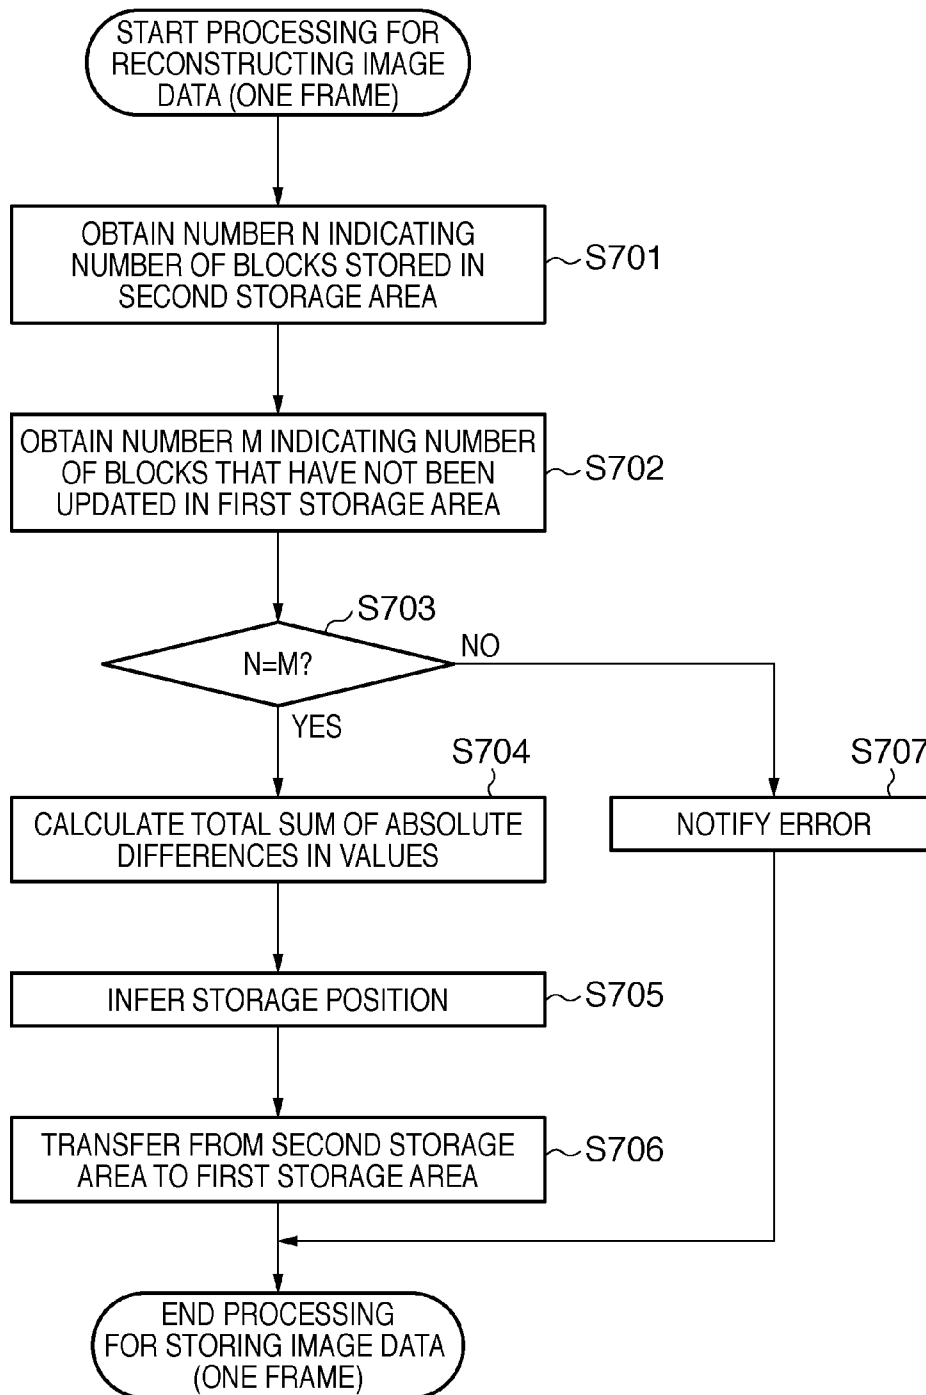 START PROCESSING FOR
RECONSTRUCTING IMAGE
DATA (ONE FRAME)
OBTAIN NUMBER N INDICATING
NUMBER OF BLOCKS STORED IN
SECOND STORAGE AREA
S701
OBTAIN NUMBER M INDICATING NUMBER
OF BLOCKS THAT HAVE NOT BEEN
UPDATED IN FIRST STORAGE AREA
S702
S703
N=M?
NO
YES
S704
CALCULATE TOTAL SUM OF ABSOLUTE
DIFFERENCES IN VALUES
S707
NOTIFY ERROR
INFER STORAGE POSITION
S705
TRANSFER FROM SECOND STORAGE
AREA TO FIRST STORAGE AREA
S706
END PROCESSING
FOR STORING IMAGE DATA
(ONE FRAME)